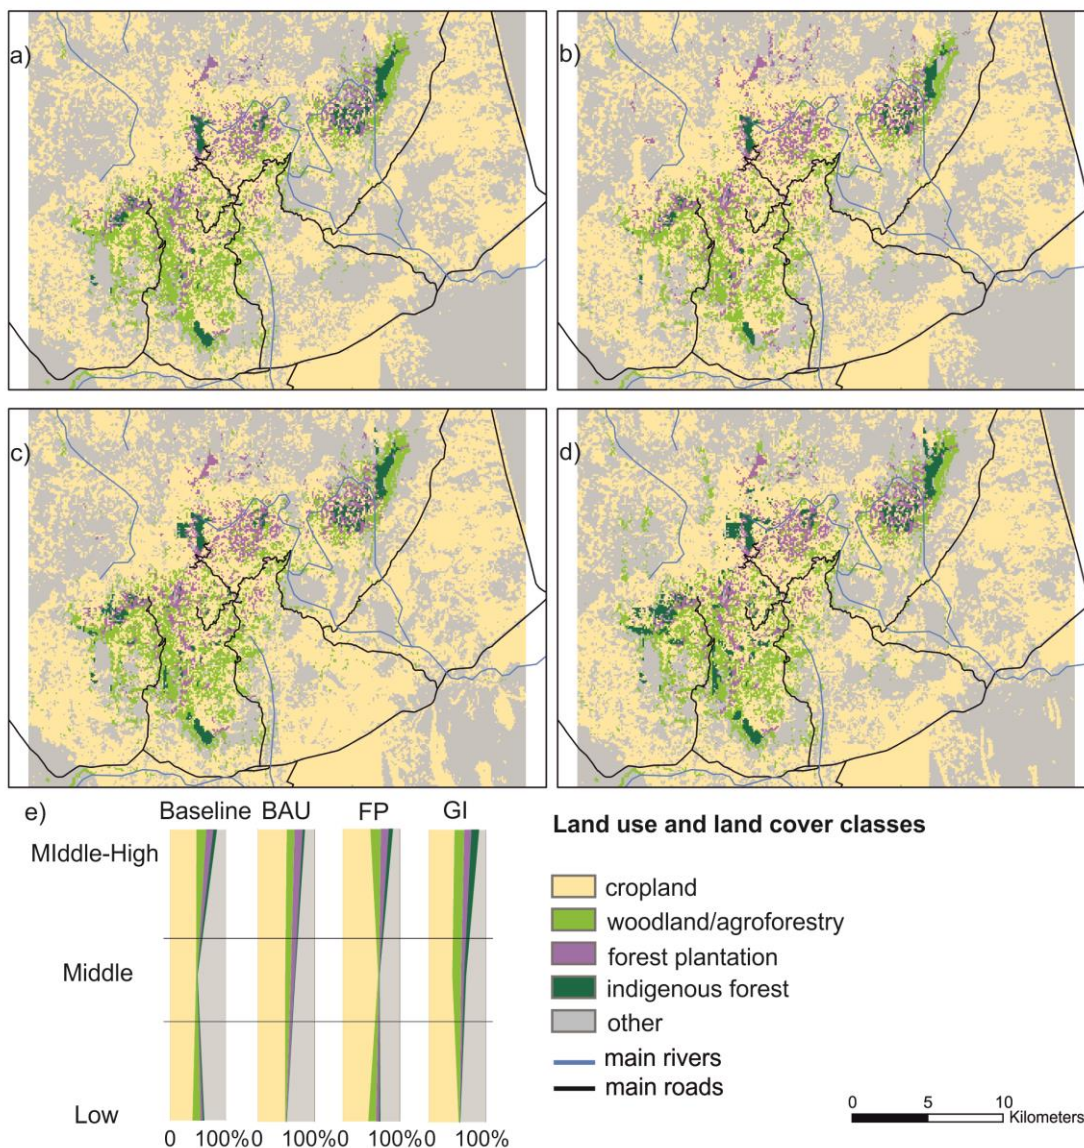 a)
b)
c)
d)
e)
Baseline BAU FP GI
MIddle-High
Middle
Low
0 100% 0 100% 0 100% 0 100%
Land use and land cover classes
cropland
woodland/agroforestry
forest plantation
indigenous forest
other
main rivers
main roads
0 5 10
Kilometers